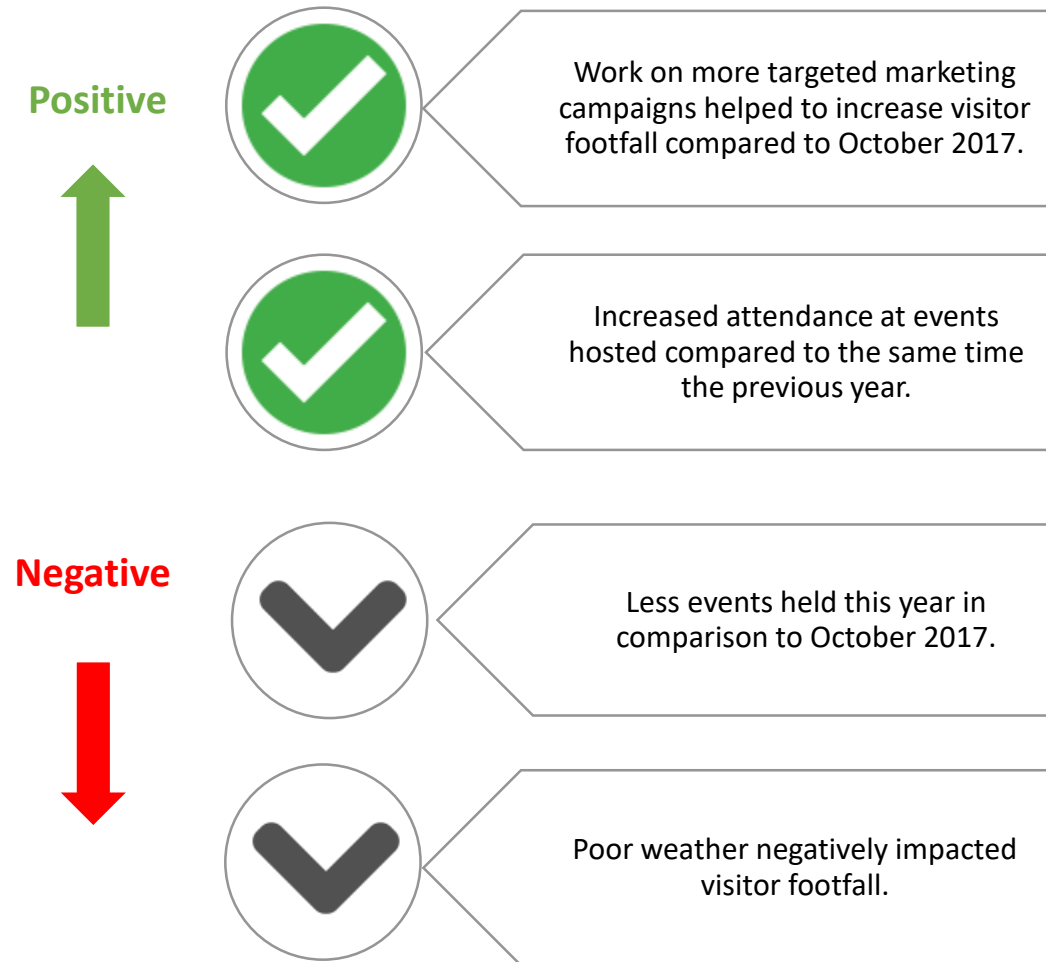 Positive
Work on more targeted marketing
campaigns helped to increase visitor
footfall compared to October 2017.
Increased attendance at events
hosted compared to the same time
the previous year.
Negative
Less events held this year in
comparison to October 2017.
Poor weather negatively impacted
visitor footfall.